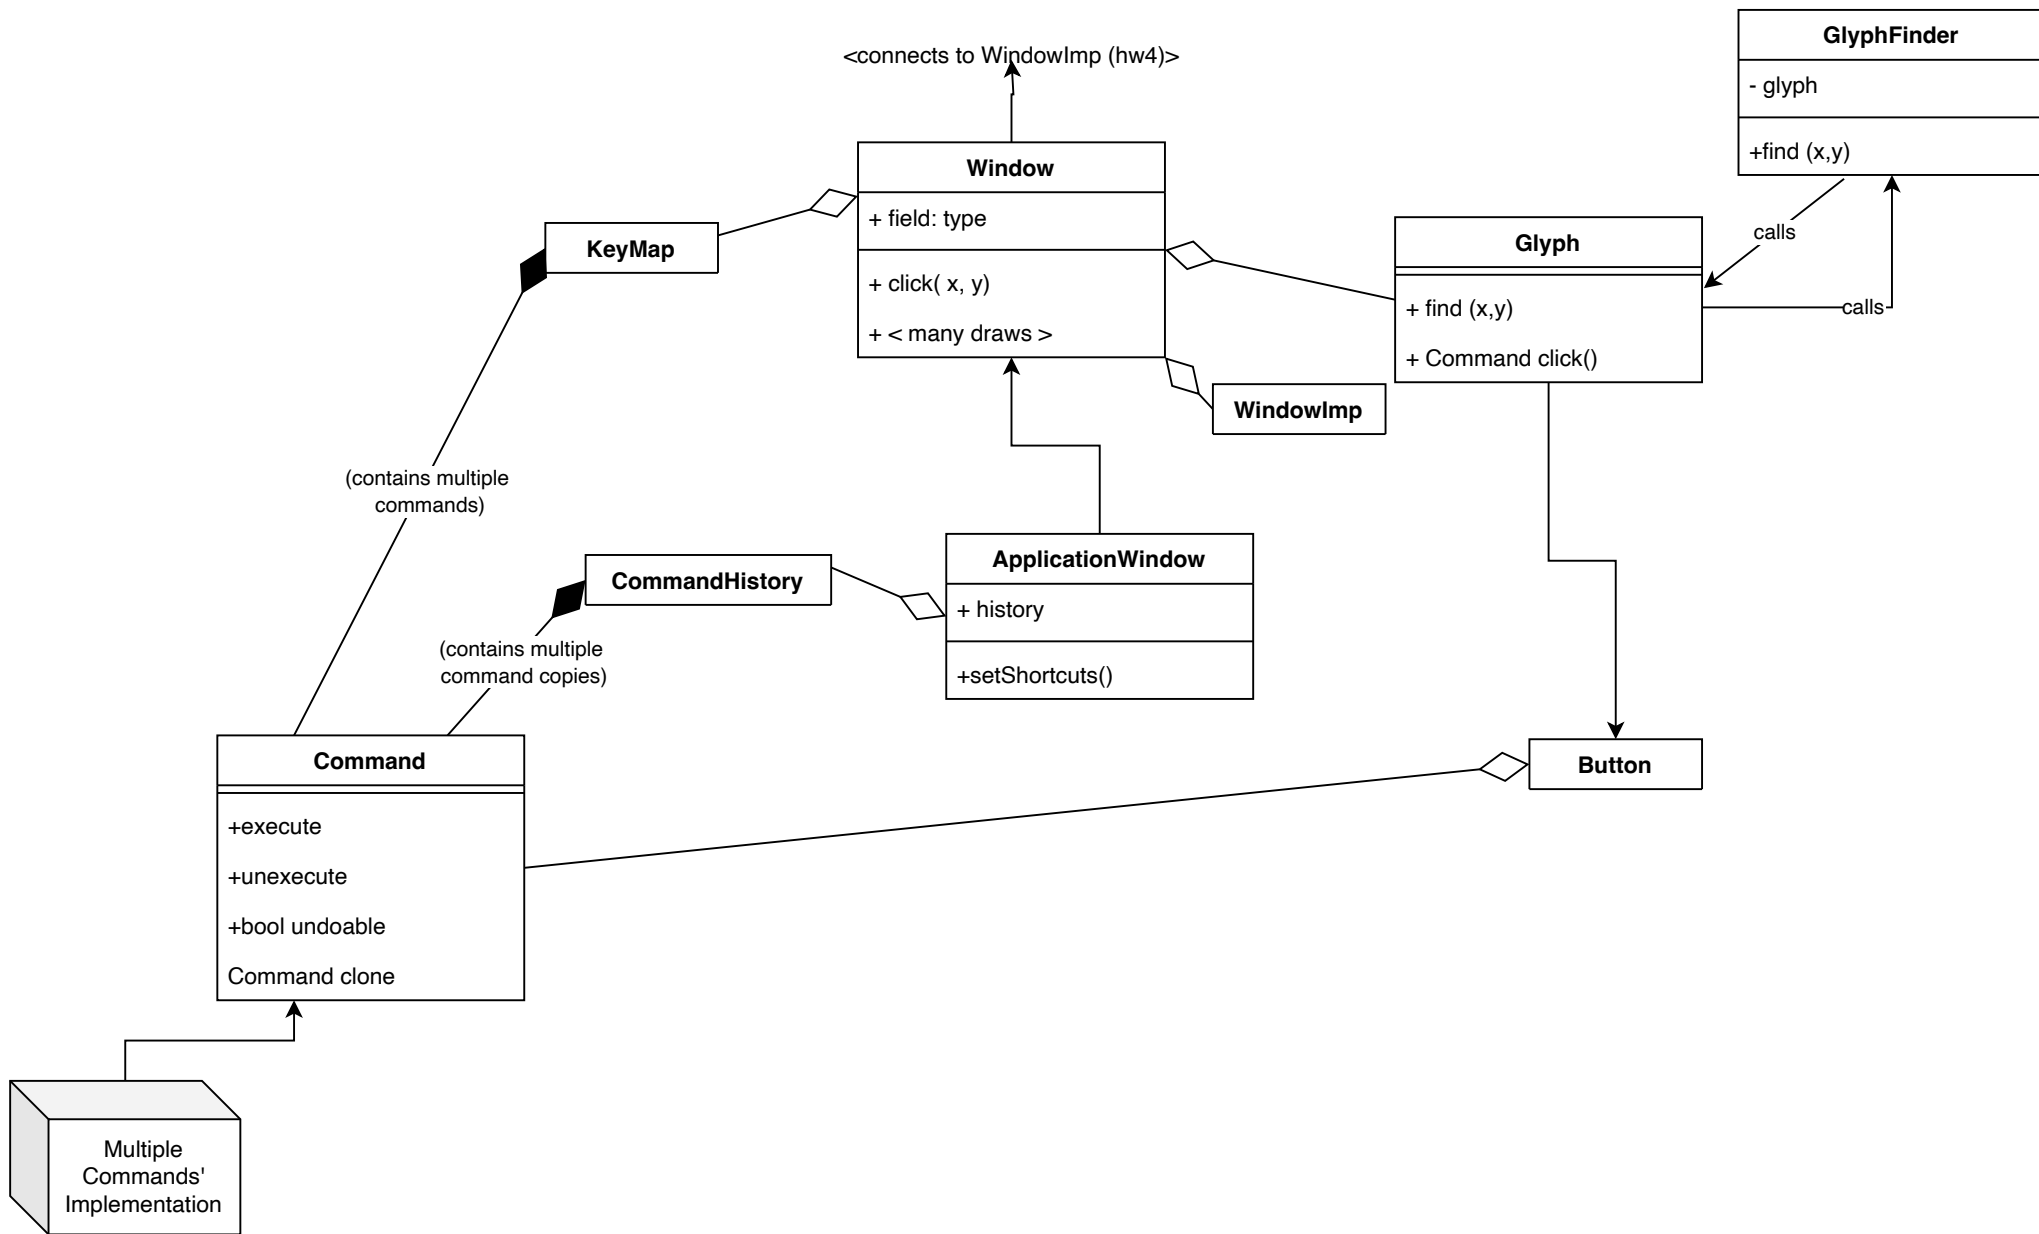 <connects to WindowImp (hw4)>
GlyphFinder
- glyph
+find (x,y)
Window
+ field: type
+ click( x, y)
+ < many draws >
KeyMap
Glyph
+ find (x,y)
+ Command click()
calls
calls
WindowImp
(contains multiple
commands)
ApplicationWindow
+ history
+setShortcuts()
CommandHistory
(contains multiple
command copies)
Command
+execute
+unexecute
+bool undoable
Command clone
Button
Multiple
Commands'
Implementation